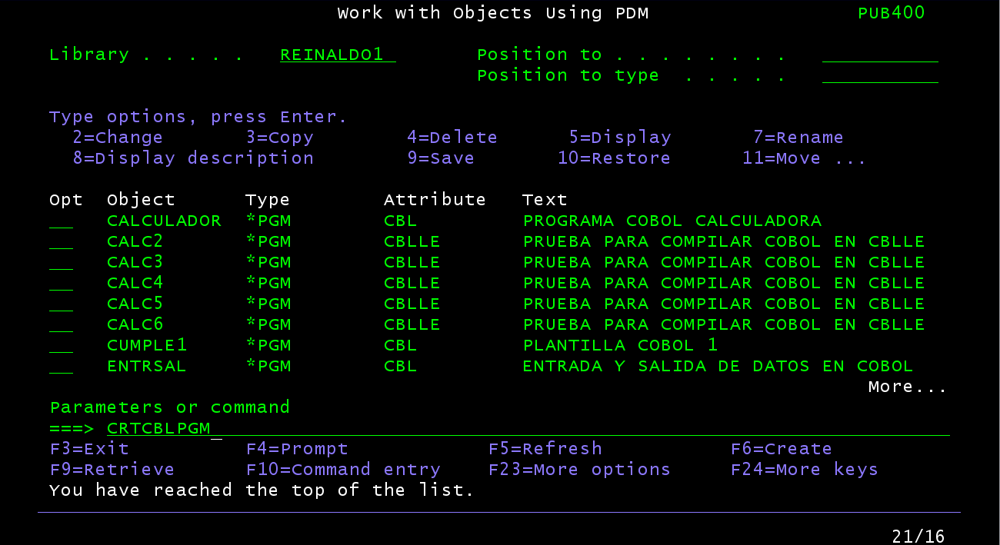 Work with Objects Using PDM PUB400
Library . . . . . REINALDO1 Position to . . . . . . . .
Position to type . . . . .
Type options, press Enter.
2=Change 3=Copy 4=Delete 5=Display 7=Rename
8=Display description 9=Save 10=Restore 11=Move ...
Opt Object Type Attribute Text
CALCULADOR *PGM CBL PROGRAMA COBOL CALCULADORA
CALC2 *PGM CBLLE PRUEBA PARA COMPILAR COBOL EN CBLLE
CALC3 *PGM CBLLE PRUEBA PARA COMPILAR COBOL EN CBLLE
CALC4 *PGM CBLLE PRUEBA PARA COMPILAR COBOL EN CBLLE
CALC5 *PGM CBLLE PRUEBA PARA COMPILAR COBOL EN CBLLE
CALC6 *PGM CBLLE PRUEBA PARA COMPILAR COBOL EN CBLLE
CUMPLE1 *PGM CBL PLANTILLA COBOL 1
ENTRSAL *PGM CBL ENTRADA Y SALIDA DE DATOS EN COBOL
More...
Parameters or command
===> CRTCBLPGM
F3=Exit F4=Prompt F5=Refresh F6=Create
F9=Retrieve F10=Command entry F23=More options F24=More keys
You have reached the top of the list.
21/16